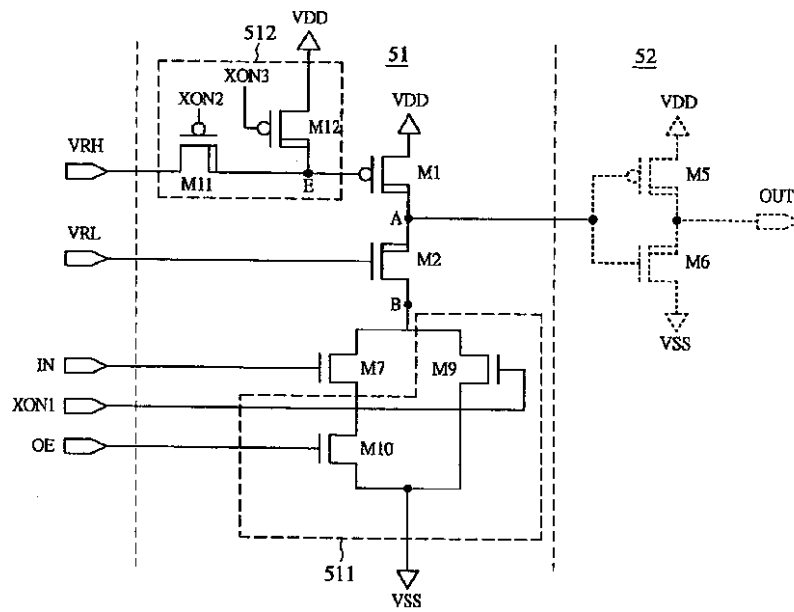 VDD
512
51
52
XON3
XON2
VDD
VDD
M12
VRH
M11
E
M1
M5
OUT
A
VRL
M2
M6
B
VSS
IN
M7
M9
XON1
OE
M10
511
VSS